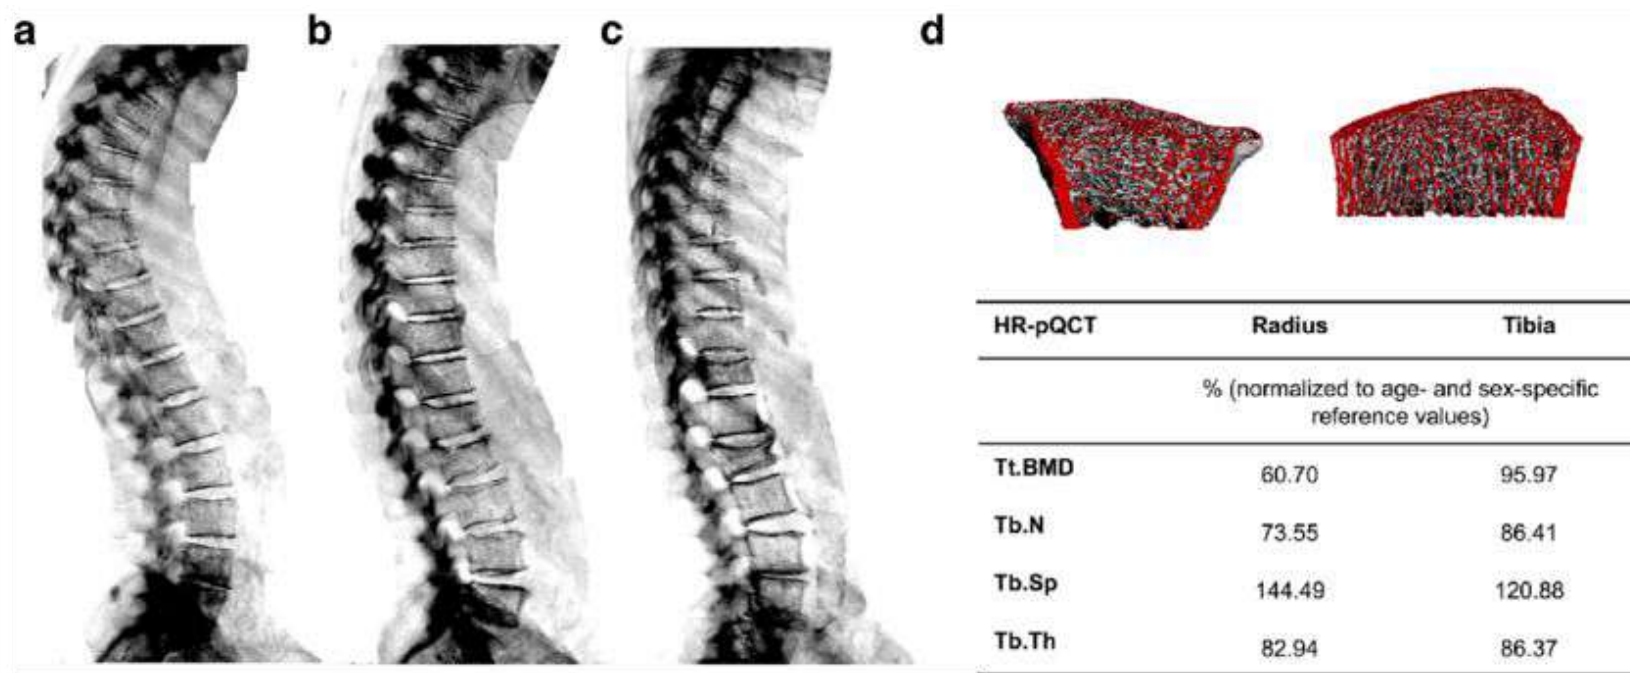 a b c d
HR-pQCT Radius Tibia
% (normalized to age- and sex-specific
reference values)
Tt.BMD 60.70 95.97
Tb.N 73.55 86.41
Tb.Sp 144.49 120.88
Tb.Th 82.94 86.37